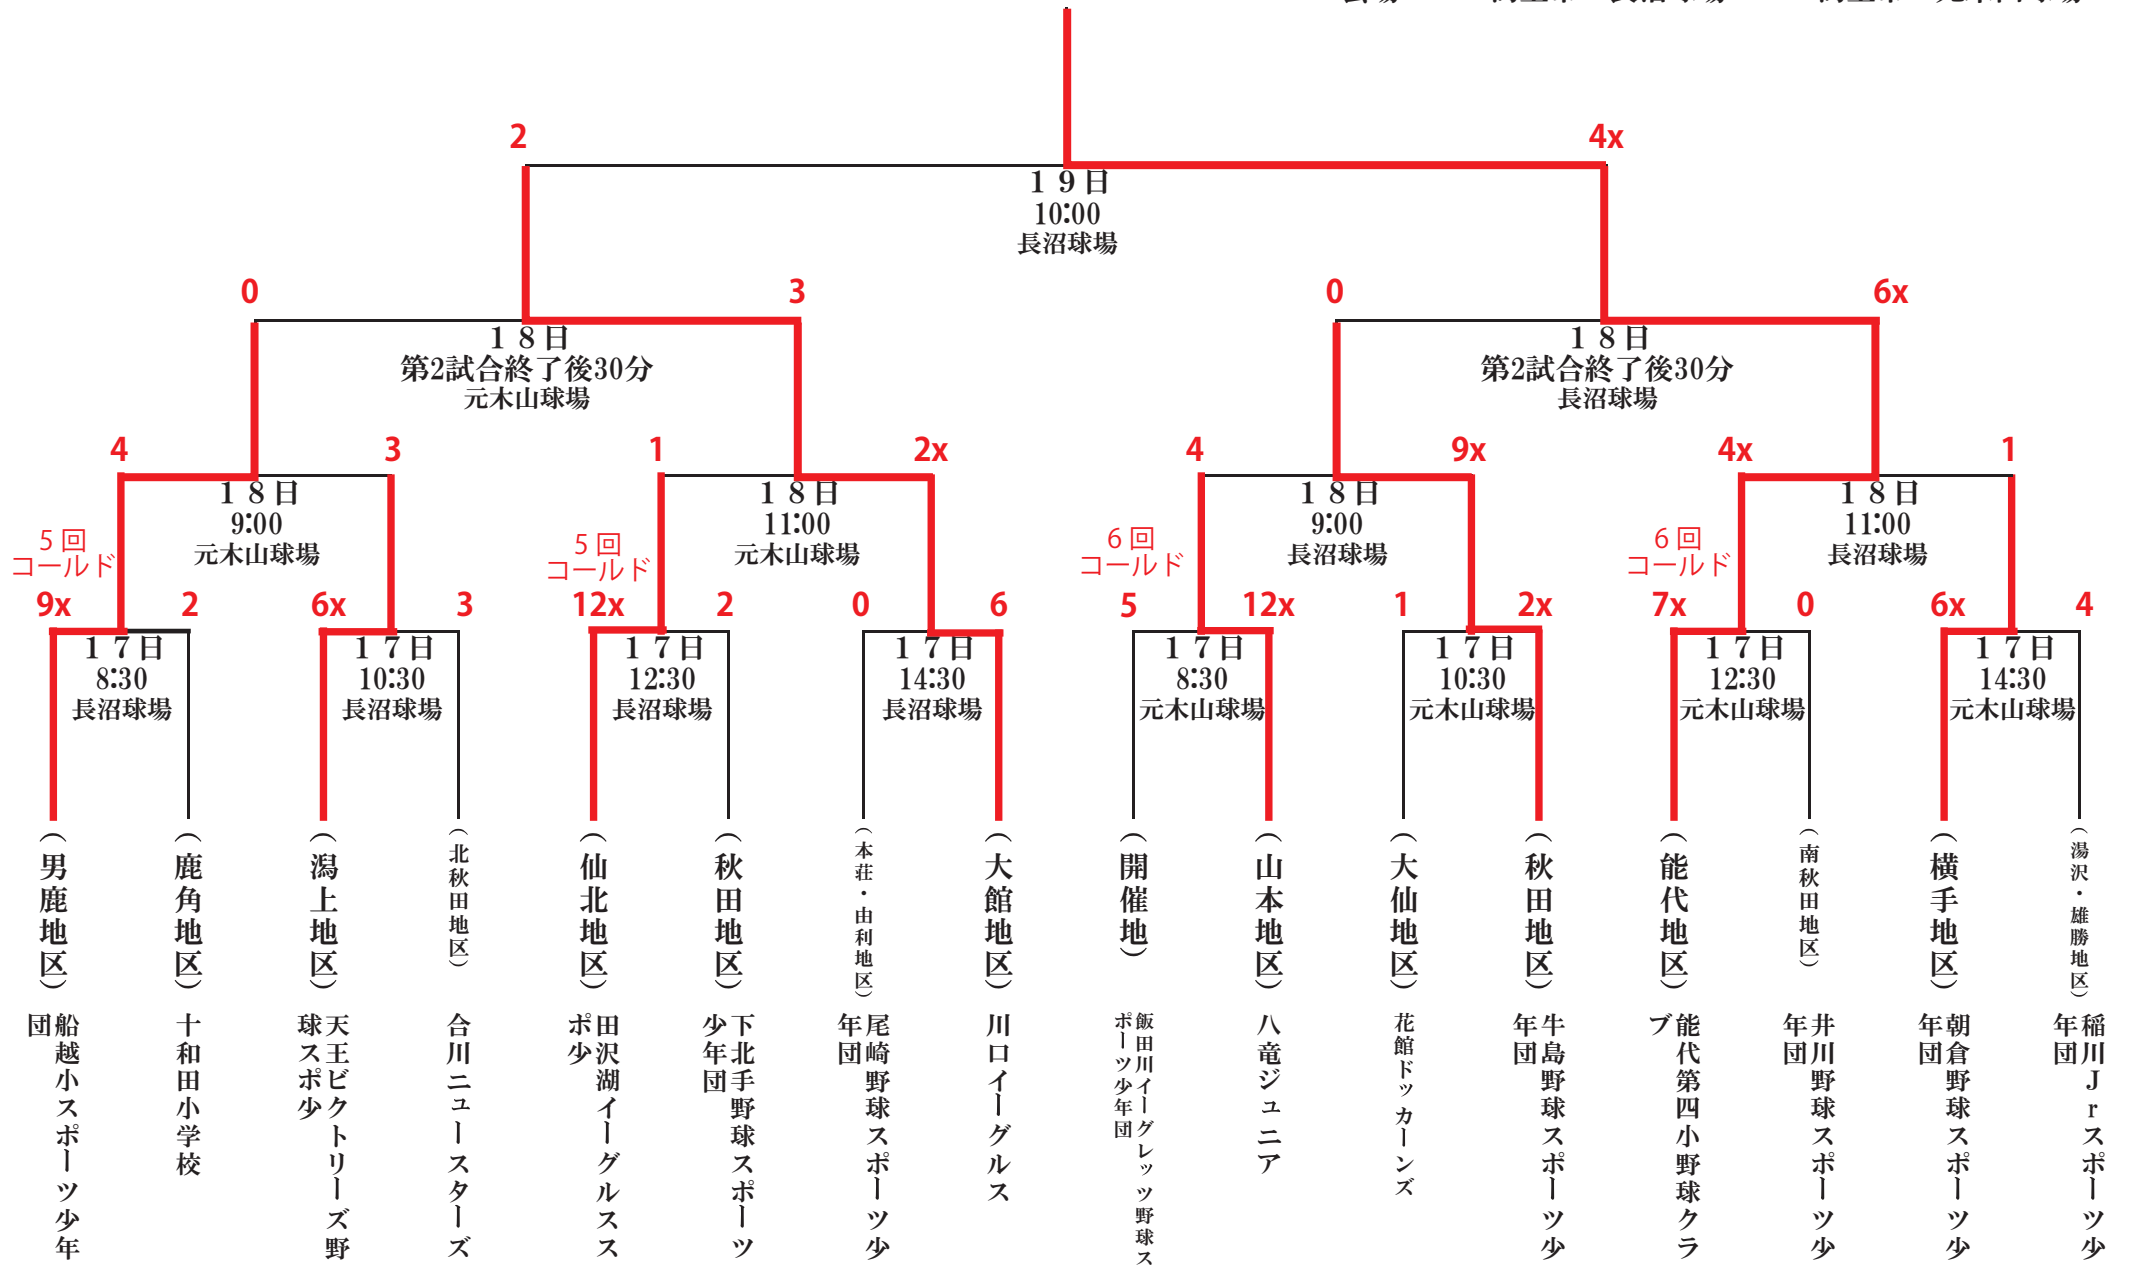 2
4x
１９日
10:00
長沼球場
0
3
0
6x
１８日
第2試合終了後30分
元木山球場
１８日
第2試合終了後30分
長沼球場
4
3
1
2x
4
9x
4x
1
１８日
9:00
元木山球場
１８日
11:00
元木山球場
１８日
9:00
長沼球場
１８日
11:00
長沼球場
5回
コールド
5回
コールド
6回
コールド
6回
コールド
9x
2
6x
3
12x
2
0
6
5
12x
1
2x
7x
0
6x
4
１７日
8:30
長沼球場
１７日
10:30
長沼球場
１７日
12:30
長沼球場
１７日
14:30
長沼球場
１７日
8:30
元木山球場
１７日
10:30
元木山球場
１７日
12:30
元木山球場
１７日
14:30
元木山球場
（男鹿地区）
船越小スポーツ少年
団
（鹿角地区）
十和田小学校
（潟上地区）
天王ビクトリーズ野
球スポ少
（北秋田地区）
合川ニュースターズ
（仙北地区）
田沢湖イーグルスス
ポ少
（秋田地区）
下北手野球スポーツ
少年団
（本荘・由利地区）
尾崎野球スポーツ少
年団
（大館地区）
川口イーグルス
（開催地）
飯田川イーグレッツ野球ス
ポーツ少年団
（山本地区）
八竜ジュニア
（大仙地区）
花館ドッカーンズ
（秋田地区）
牛島野球スポーツ少
年団
（能代地区）
能代第四小野球クラ
ブ
（南秋田地区）
井川野球スポーツ少
年団
（横手地区）
朝倉野球スポーツ少
年団
（湯沢・雄勝地区）
稲川Jrスポーツ少
年団